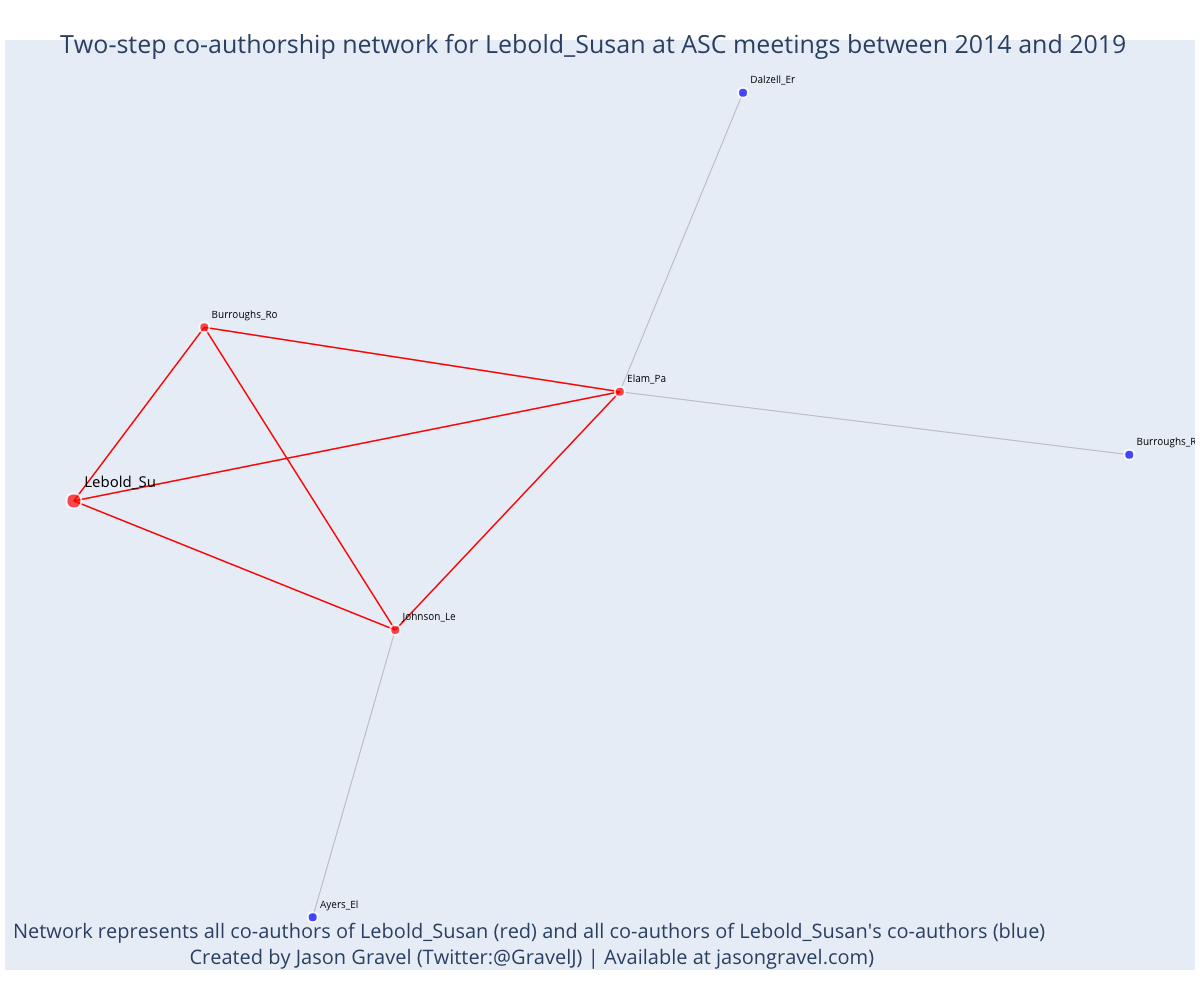 Two-step co-authorship network for Lebold_Susan at ASC meetings between 2014 and 2019
Dalzell_Er
Burroughs_Ro
Elam_Pa
Burroughs_R
Lebold_Su
Johnson_Le
Ayers_El
Network represents all co-authors of Lebold_Susan (red) and all co-authors of Lebold_Susan's co-authors (blue)
Created by Jason Gravel (Twitter:@GravelJ) | Available at jasongravel.com)